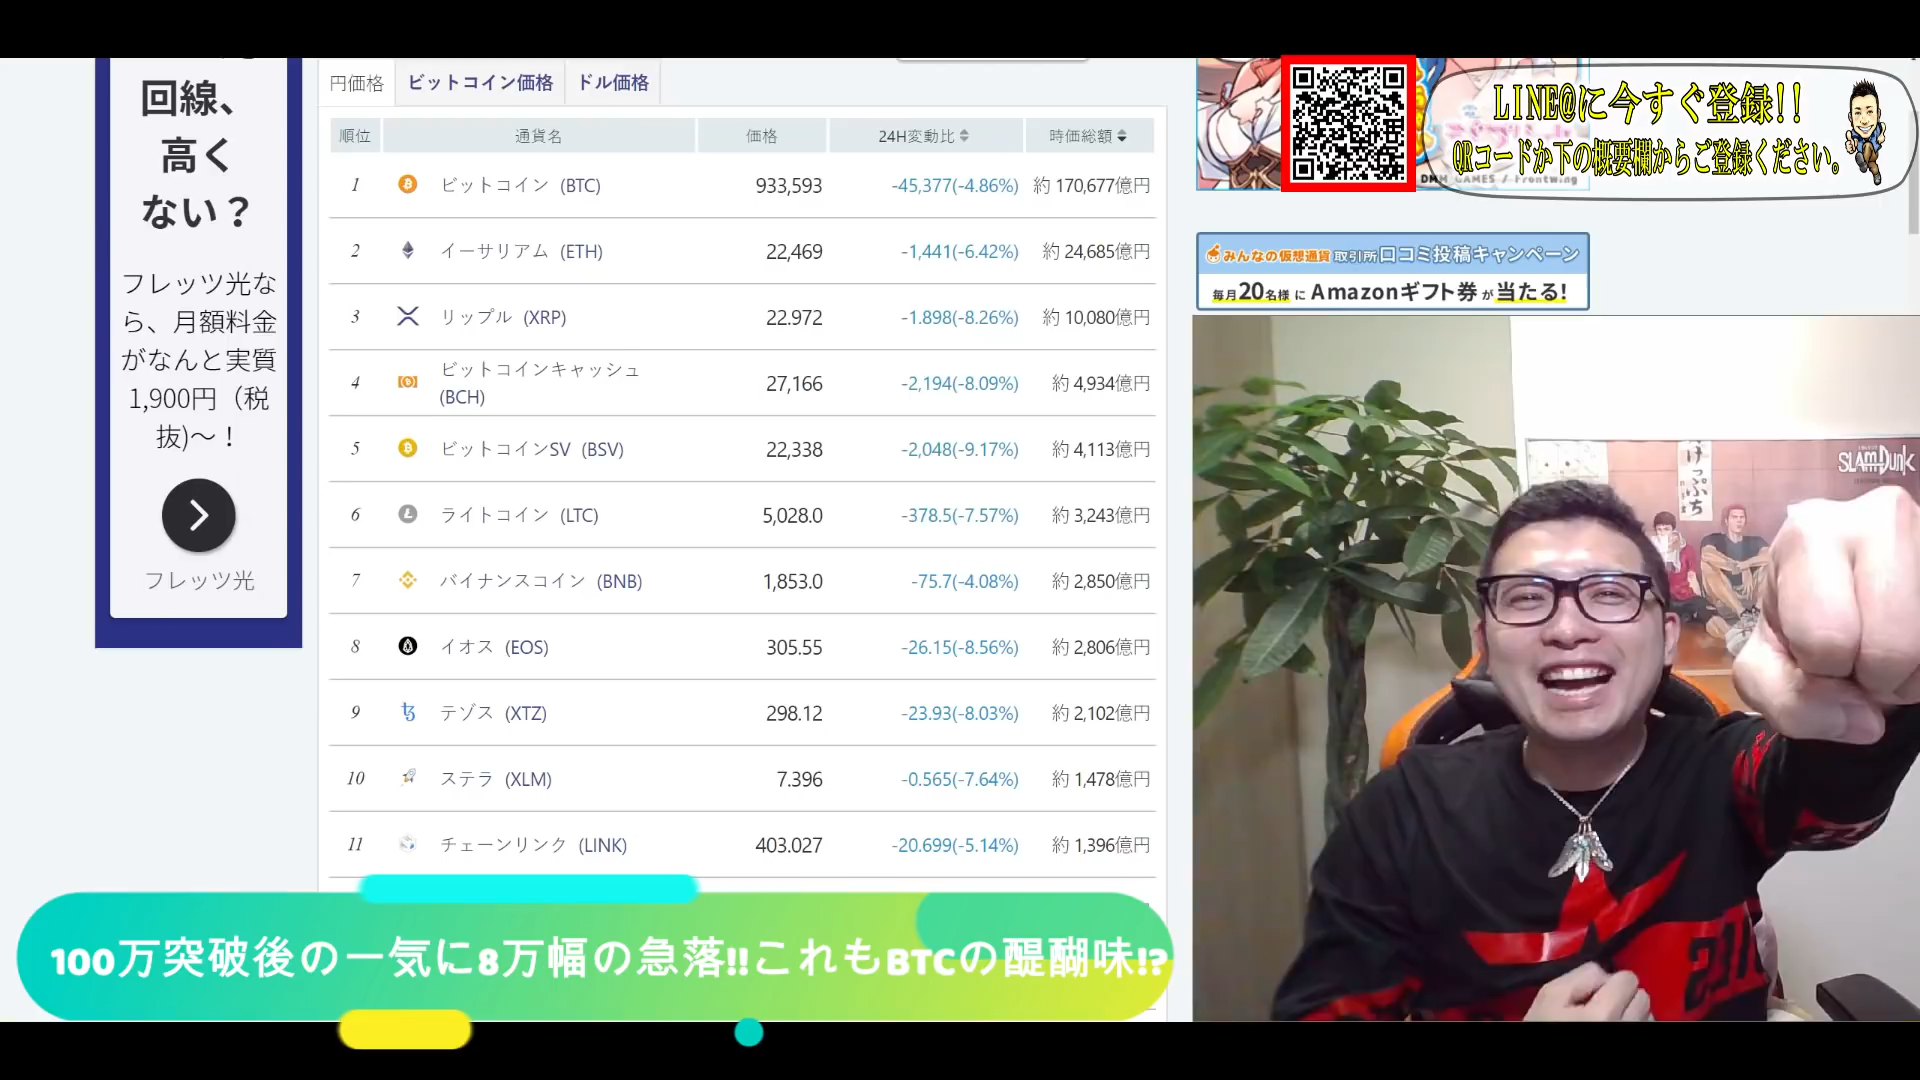 回線、
高く
ない？
フレッツ光な
ら、月額料金
がなんと実質
1,900円（税
抜)～！
フレッツ光
円価格 ビットコイン価格 ドル価格
順位 通貨名 価格 24H変動比 時価総額
1 ビットコイン (BTC) 933,593 -45,377(-4.86%) 約 170,677億円
2 イーサリアム (ETH) 22,469 -1,441(-6.42%) 約 24,685億円
3 リップル (XRP) 22.972 -1.898(-8.26%) 約 10,080億円
4 ビットコインキャッシュ
(BCH) 27,166 -2,194(-8.09%) 約 4,934億円
5 ビットコインSV (BSV) 22,338 -2,048(-9.17%) 約 4,113億円
6 ライトコイン (LTC) 5,028.0 -378.5(-7.57%) 約 3,243億円
7 バイナンスコイン (BNB) 1,853.0 -75.7(-4.08%) 約 2,850億円
8 イオス (EOS) 305.55 -26.15(-8.56%) 約 2,806億円
9 テゾス (XTZ) 298.12 -23.93(-8.03%) 約 2,102億円
10 ステラ (XLM) 7.396 -0.565(-7.64%) 約 1,478億円
11 チェーンリンク (LINK) 403.027 -20.699(-5.14%) 約 1,396億円
LINE@に今すぐ登録!!
QRコードか下の概要欄からご登録ください。
DMM GAMES / Frontwing
みんなの仮想通貨 取引所 口コミ投稿キャンペーン
毎月20名様に Amazonギフト券 が 当たる!
けっぷち
SLAM DUNK
100万突破後の一気に8万幅の急落!!これもBTCの醍醐味!?